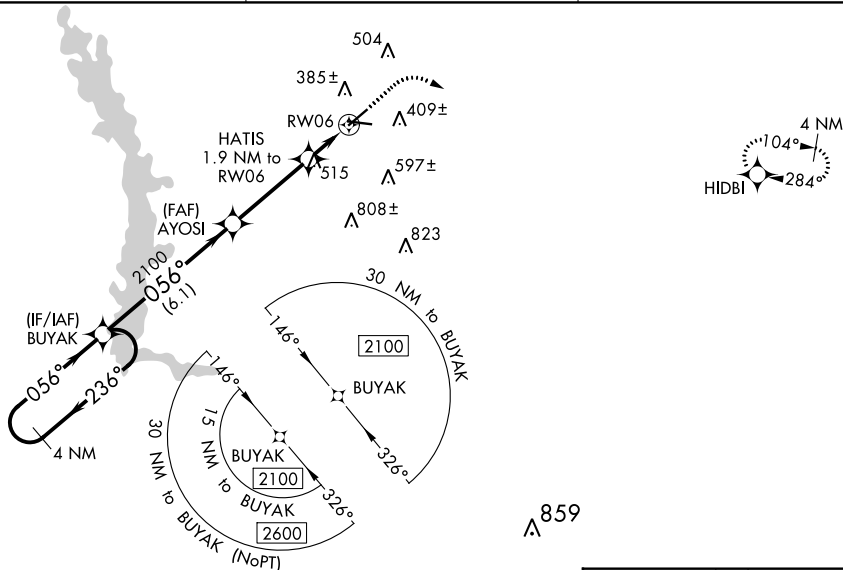 504
385±
RW06
409±
HATIS
1.9 NM to
RW06
515
597±
(FAF)
AYOSI
808±
823
4 NM
104°
284°
HIDBI
2100
056°
(6.1)
(IF/IAF)
BUYAK
056°
236°
4 NM
30 NM to BUYAK
146°
2100
BUYAK
326°
146°
15 NM to BUYAK
BUYAK
2100
326°
2600
30 NM to BUYAK (NoPT)
859